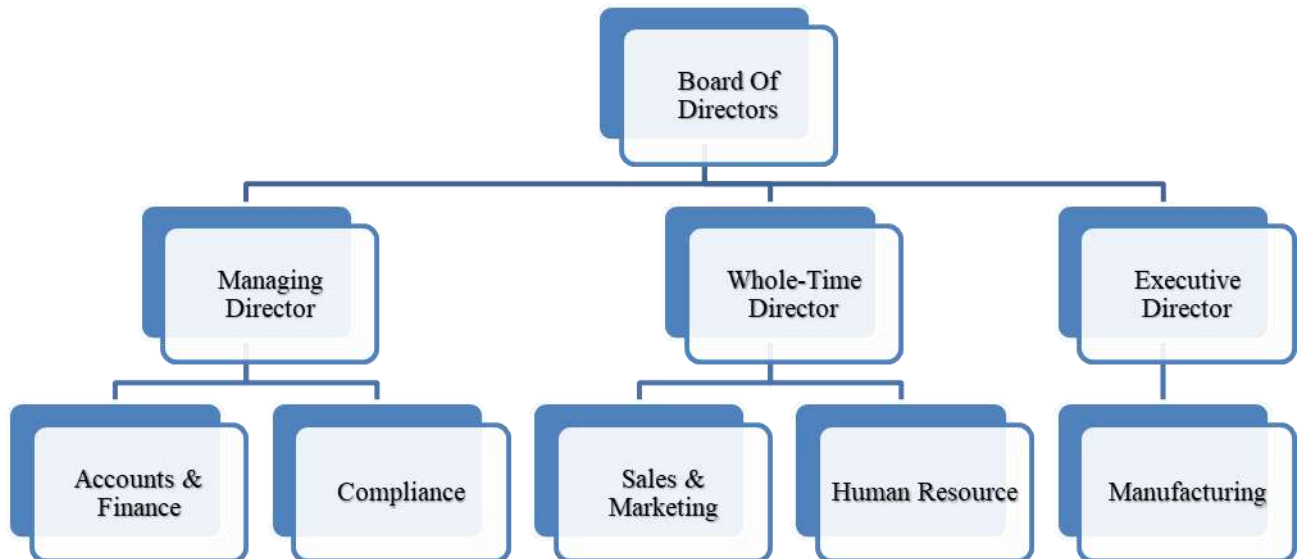 Board Of
Directors
Managing
Director
Whole-Time
Director
Executive
Director
Accounts &
Finance
Compliance
Sales &
Marketing
Human Resource
Manufacturing